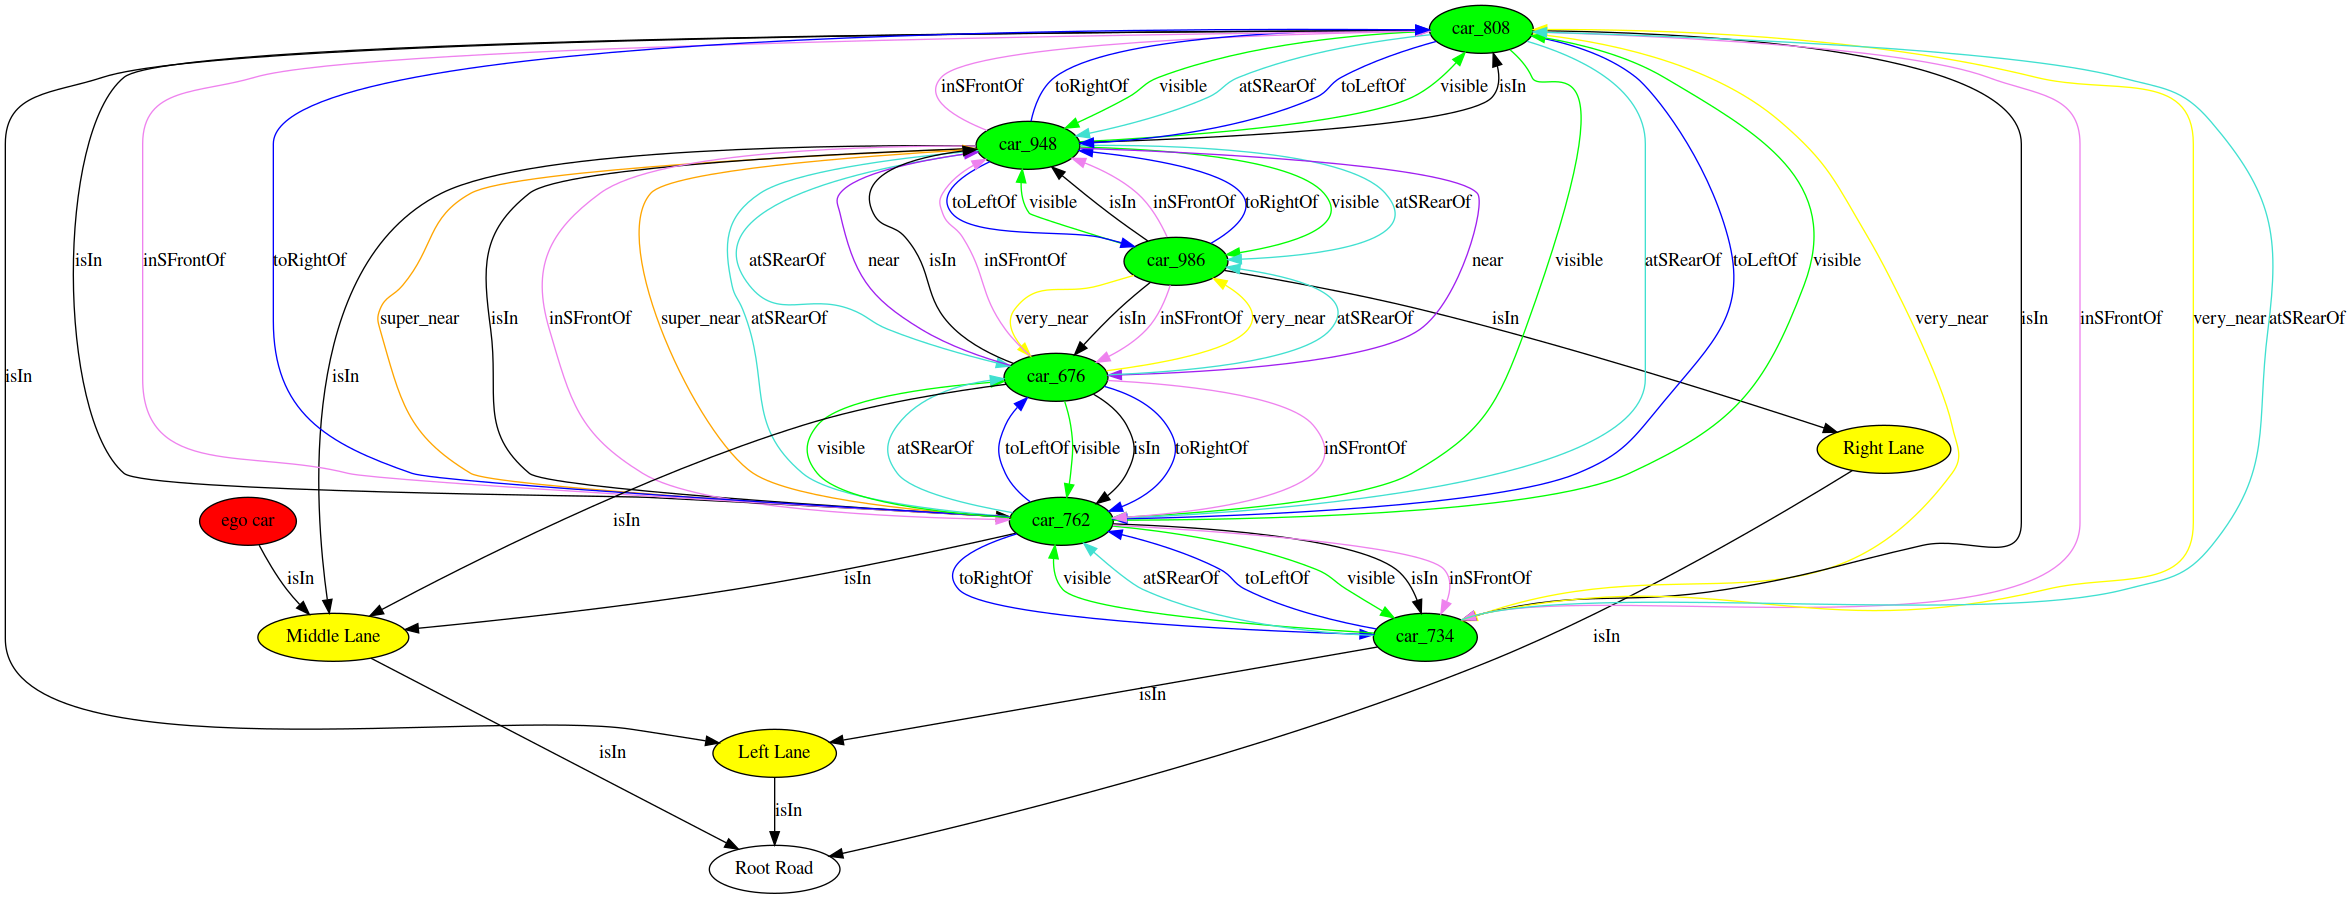 car_808
inSFrontOf toRightOf visible atSRearOf toLeftOf visible isIn
car_948
toLeftOf visible isIn inSFrontOf toRightOf visible atSRearOf
isIn inSFrontOf toRightOf atSRearOf near isIn inSFrontOf car_986 near visible atSRearOf toLeftOf visible
super_near isIn inSFrontOf super_near atSRearOf very_near isIn inSFrontOf very_near atSRearOf isIn very_near isIn inSFrontOf very_near atSRearOf
isIn isIn car_676
visible atSRearOf toLeftOf visible isIn toRightOf inSFrontOf Right Lane
ego car isIn car_762
isIn isIn toRightOf visible atSRearOf toLeftOf visible isIn inSFrontOf
Middle Lane car_734 isIn
isIn
isIn Left Lane
isIn
Root Road